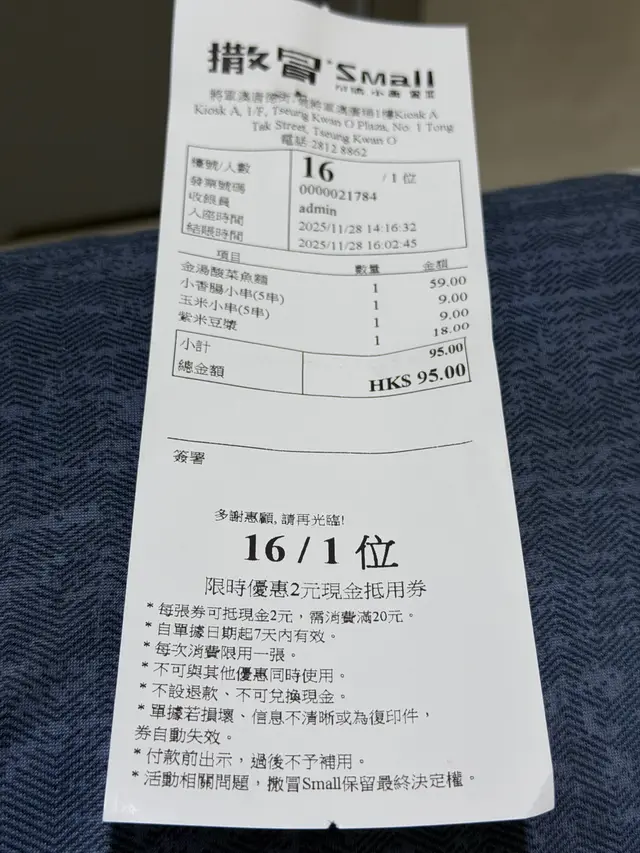 撒冒®Small
Kiosk A, 1/F, Tseung Kwan O Plaza, No: 1 Tong
Tak Street, Tseung Kwan O
電話:2812 8862
檯號/人數 16 / 1 位
發票號碼 0000021784
收銀員 admin
入座時間 2025/11/28 14:16:32
結賬時間 2025/11/28 16:02:45
項目 數量 金額
金湯酸菜魚麵 1 59.00
小香腸小串(5串) 1 9.00
玉米小串(5串) 1 9.00
紫米豆漿 1 18.00
小計 95.00
總金額 HK$ 95.00
簽署
多謝惠顧, 請再光臨!
16 / 1 位
限時優惠2元現金抵用券
* 每張券可抵現金2元，需消費滿20元。
* 自單據日期起7天內有效。
* 每次消費限用一張。
* 不可與其他優惠同時使用。
* 不設退款、不可兌換現金。
* 單據若損壞、信息不清晰或為復印件，
券自動失效。
* 付款前出示，過後不予補用。
* 活動相關問題，撒冒Small保留最終決定權。